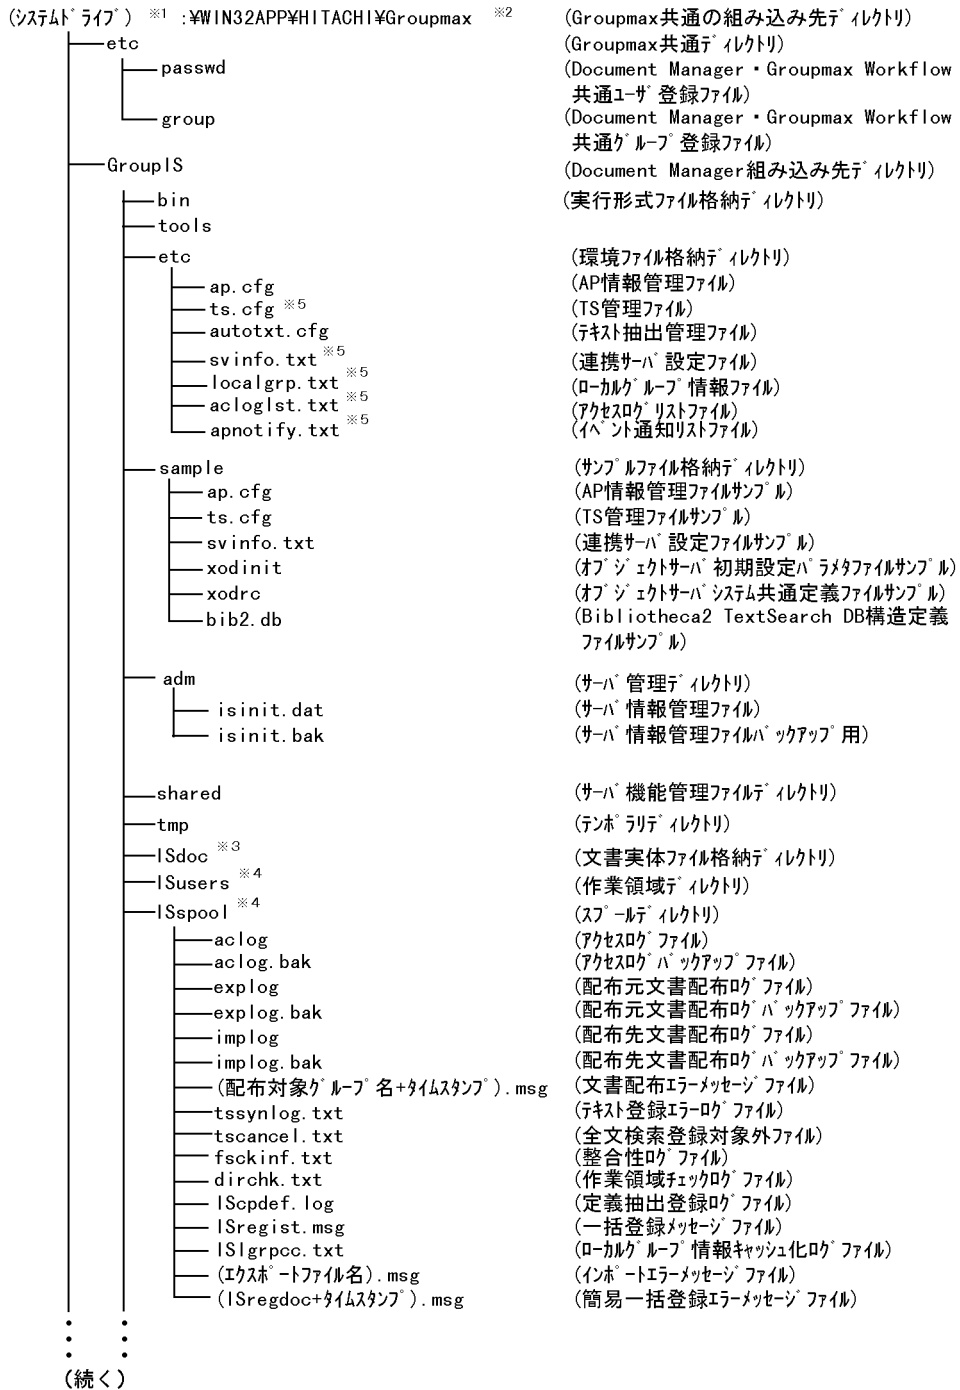 (ｼｽﾃﾑﾄﾞﾗｲﾌﾞ) ※1 :¥WIN32APP¥HITACHI¥Groupmax ※2 (Groupmax共通の組み込み先ﾃﾞｨﾚｸﾄﾘ)
etc (Groupmax共通ﾃﾞｨﾚｸﾄﾘ)
passwd (Document Manager・Groupmax Workflow
共通ﾕｰｻﾞ登録ﾌｧｲﾙ)
group (Document Manager・Groupmax Workflow
共通ｸﾞﾙｰﾌﾟ登録ﾌｧｲﾙ)
GroupIS (Document Manager組み込み先ﾃﾞｨﾚｸﾄﾘ)
bin (実行形式ﾌｧｲﾙ格納ﾃﾞｨﾚｸﾄﾘ)
tools
etc (環境ﾌｧｲﾙ格納ﾃﾞｨﾚｸﾄﾘ)
ap.cfg (AP情報管理ﾌｧｲﾙ)
ts.cfg ※5 (TS管理ﾌｧｲﾙ)
autotxt.cfg (ﾃｷｽﾄ抽出管理ﾌｧｲﾙ)
svinfo.txt ※5 (連携ｻｰﾊﾞ設定ﾌｧｲﾙ)
localgrp.txt ※5 (ﾛｰｶﾙｸﾞﾙｰﾌﾟ情報ﾌｧｲﾙ)
acloglst.txt ※5 (ｱｸｾｽﾛｸﾞﾘｽﾄﾌｧｲﾙ)
apnotify.txt ※5 (ｲﾍﾞﾝﾄ通知ﾘｽﾄﾌｧｲﾙ)
sample (ｻﾝﾌﾟﾙﾌｧｲﾙ格納ﾃﾞｨﾚｸﾄﾘ)
ap.cfg (AP情報管理ﾌｧｲﾙｻﾝﾌﾟﾙ)
ts.cfg (TS管理ﾌｧｲﾙｻﾝﾌﾟﾙ)
svinfo.txt (連携ｻｰﾊﾞ設定ﾌｧｲﾙｻﾝﾌﾟﾙ)
xodinit (ｵﾌﾞｼﾞｪｸﾄｻｰﾊﾞ初期設定ﾊﾟﾗﾒﾀﾌｧｲﾙｻﾝﾌﾟﾙ)
xodrc (ｵﾌﾞｼﾞｪｸﾄｻｰﾊﾞｼｽﾃﾑ共通定義ﾌｧｲﾙｻﾝﾌﾟﾙ)
bib2.db (Bibliotheca2 TextSearch DB構造定義
ﾌｧｲﾙｻﾝﾌﾟﾙ)
adm (ｻｰﾊﾞ管理ﾃﾞｨﾚｸﾄﾘ)
isinit.dat (ｻｰﾊﾞ情報管理ﾌｧｲﾙ)
isinit.bak (ｻｰﾊﾞ情報管理ﾌｧｲﾙﾊﾞｯｸｱｯﾌﾟ用)
shared (ｻｰﾊﾞ機能管理ﾌｧｲﾙﾃﾞｨﾚｸﾄﾘ)
tmp (ﾃﾝﾎﾟﾗﾘﾃﾞｨﾚｸﾄﾘ)
ISdoc ※3 (文書実体ﾌｧｲﾙ格納ﾃﾞｨﾚｸﾄﾘ)
ISusers ※4 (作業領域ﾃﾞｨﾚｸﾄﾘ)
ISspool ※4 (ｽﾌﾟｰﾙﾃﾞｨﾚｸﾄﾘ)
aclog (ｱｸｾｽﾛｸﾞﾌｧｲﾙ)
aclog.bak (ｱｸｾｽﾛｸﾞﾊﾞｯｸｱｯﾌﾟﾌｧｲﾙ)
explog (配布元文書配布ﾛｸﾞﾌｧｲﾙ)
explog.bak (配布元文書配布ﾛｸﾞﾊﾞｯｸｱｯﾌﾟﾌｧｲﾙ)
implog (配布先文書配布ﾛｸﾞﾌｧｲﾙ)
implog.bak (配布先文書配布ﾛｸﾞﾊﾞｯｸｱｯﾌﾟﾌｧｲﾙ)
(配布対象ｸﾞﾙｰﾌﾟ名+ﾀｲﾑｽﾀﾝﾌﾟ).msg (文書配布ｴﾗｰﾒｯｾｰｼﾞﾌｧｲﾙ)
tssynlog.txt (ﾃｷｽﾄ登録ｴﾗｰﾛｸﾞﾌｧｲﾙ)
tscancel.txt (全文検索登録対象外ﾌｧｲﾙ)
fsckinf.txt (整合性ﾛｸﾞﾌｧｲﾙ)
dirchk.txt (作業領域ﾁｪｯｸﾛｸﾞﾌｧｲﾙ)
IScpdef.log (定義抽出登録ﾛｸﾞﾌｧｲﾙ)
ISregist.msg (一括登録ﾒｯｾｰｼﾞﾌｧｲﾙ)
ISlgrpcc.txt (ﾛｰｶﾙｸﾞﾙｰﾌﾟ情報ｷｬｯｼｭ化ﾛｸﾞﾌｧｲﾙ)
(ｴｸｽﾎﾟｰﾄﾌｧｲﾙ名).msg (ｲﾝﾎﾟｰﾄｴﾗｰﾒｯｾｰｼﾞﾌｧｲﾙ)
(ISregdoc+ﾀｲﾑｽﾀﾝﾌﾟ).msg (簡易一括登録ｴﾗｰﾒｯｾｰｼﾞﾌｧｲﾙ)
(続く)